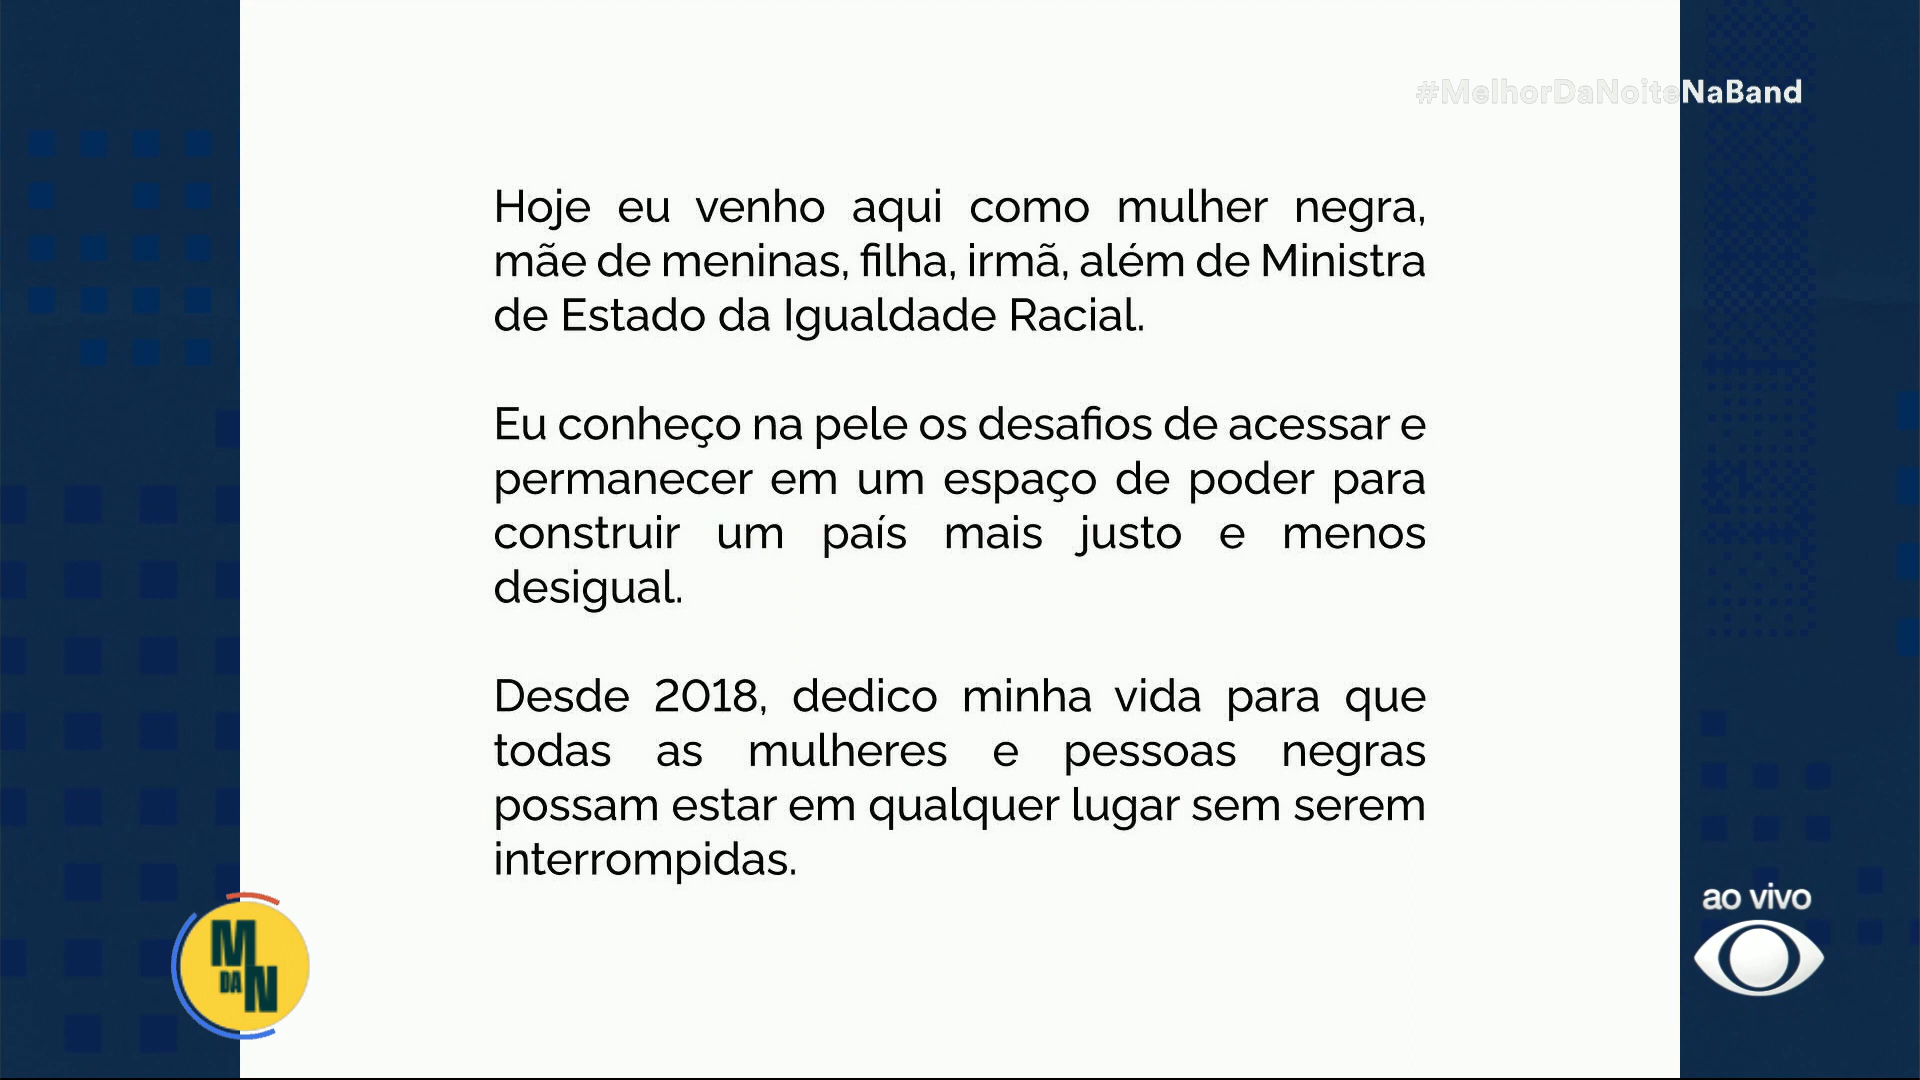 #MelhorDaNoiteNaBand
Hoje eu venho aqui como mulher negra,
mãe de meninas, filha, irmã, além de Ministra
de Estado da Igualdade Racial.
Eu conheço na pele os desafios de acessar e
permanecer em um espaço de poder para
construir um país mais justo e menos
desigual.
Desde 2018, dedico minha vida para que
todas as mulheres e pessoas negras
possam estar em qualquer lugar sem serem
interrompidas.
ao vivo
M
DA
N